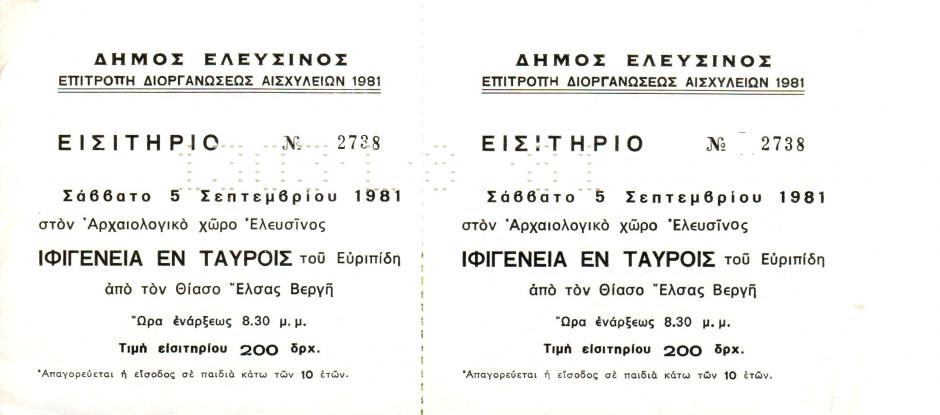 ΔΗΜΟΣ ΕΛΕΥΣΙΝΟΣ
ΕΠΙΤΡΟΠΗ ΔΙΟΡΓΑΝΩΣΕΩΣ ΑΙΣΧΥΛΕΙΩΝ 1981
ΕΙΣΙΤΗΡΙΟ № 2738
Σάββατο 5 Σεπτεμβρίου 1981
στὸν Ἀρχαιολογικὸ χῶρο Ἐλευσῖνος
ΙΦΙΓΕΝΕΙΑ ΕΝ ΤΑΥΡΟΙΣ τοῦ Εὐριπίδη
ἀπὸ τὸν Θίασο Ἔλσας Βεργῆ
Ὥρα ἐνάρξεως 8.30 μ.μ.
Τιμὴ εἰσιτηρίου 200 δρχ.
Ἀπαγορεύεται ἡ εἴσοδος σὲ παιδιὰ κάτω τῶν 10 ἐτῶν.
ΔΗΜΟΣ ΕΛΕΥΣΙΝΟΣ
ΕΠΙΤΡΟΠΗ ΔΙΟΡΓΑΝΩΣΕΩΣ ΑΙΣΧΥΛΕΙΩΝ 1981
ΕΙΣΙΤΗΡΙΟ № 2738
Σάββατο 5 Σεπτεμβρίου 1981
στὸν Ἀρχαιολογικὸ χῶρο Ἐλευσῖνος
ΙΦΙΓΕΝΕΙΑ ΕΝ ΤΑΥΡΟΙΣ τοῦ Εὐριπίδη
ἀπὸ τὸν Θίασο Ἔλσας Βεργῆ
Ὥρα ἐνάρξεως 8.30 μ.μ.
Τιμὴ εἰσιτηρίου 200 δρχ.
Ἀπαγορεύεται ἡ εἴσοδος σὲ παιδιὰ κάτω τῶν 10 ἐτῶν.